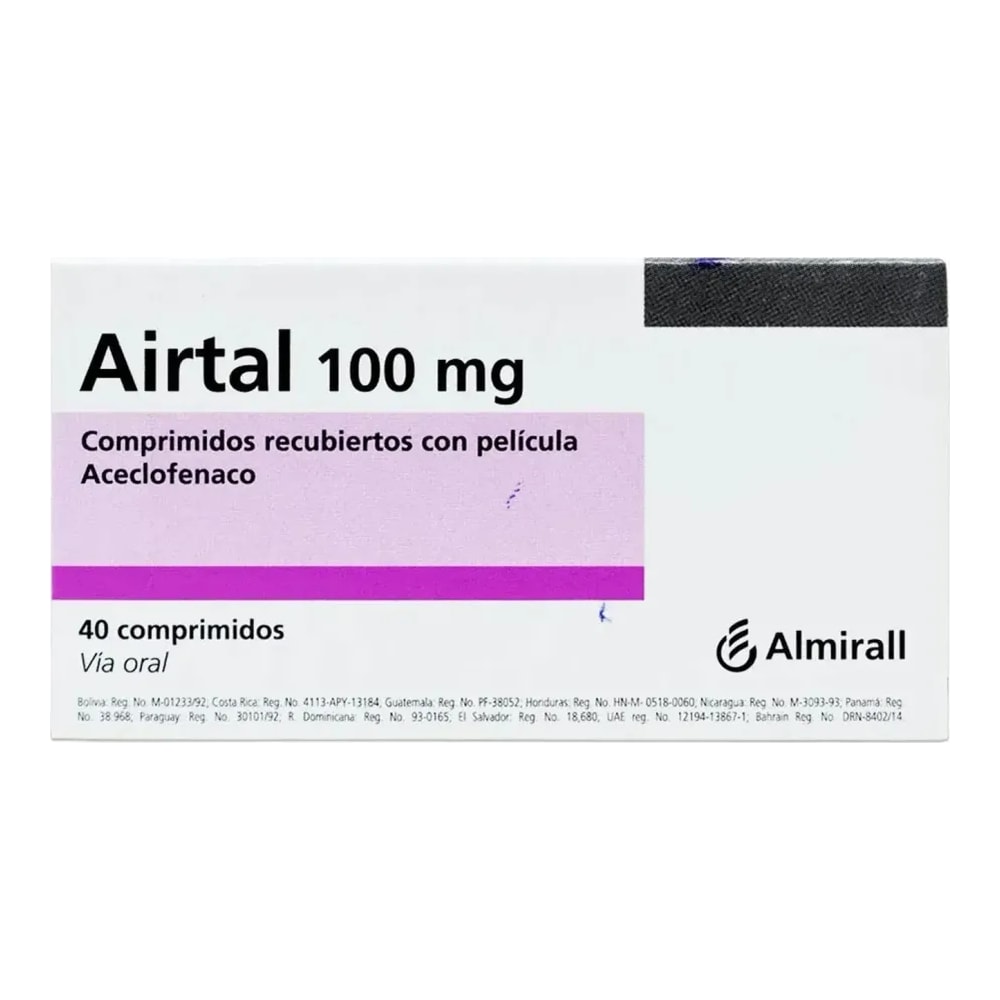 Airtal 100 mg
Comprimidos recubiertos con película
Aceclofenaco
40 comprimidos
Vía oral
Almirall
Bolivia: Reg. No. M-01233/92; Costa Rica: Reg. No. 4113-APY-13184; Guatemala: Reg. No. PF-38052; Honduras: Reg. No. HN-M- 0518-0060; Nicaragua: Reg. No. M-3093-93; Panamá: Reg.
No. 38.968; Paraguay: Reg. No. 30101/92; R. Dominicana: Reg. No. 93-0165; El Salvador: Reg. No. 18,680; UAE reg. No. 12194-13867-1; Bahrain Reg. No. DRN-8402/14